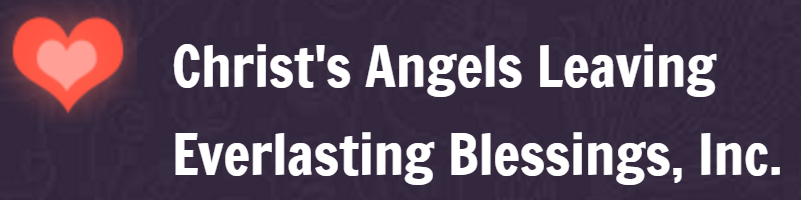 Christ's Angels Leaving
Everlasting Blessings, Inc.